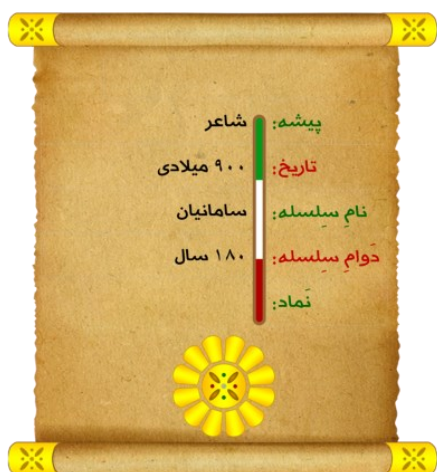 پیشه: شاعر
تاریخ: ۹۰۰ میلادی
نامِ سِلسله: سامانیان
دَوامِ سِلسله: ۱۸۰ سال
نَماد: